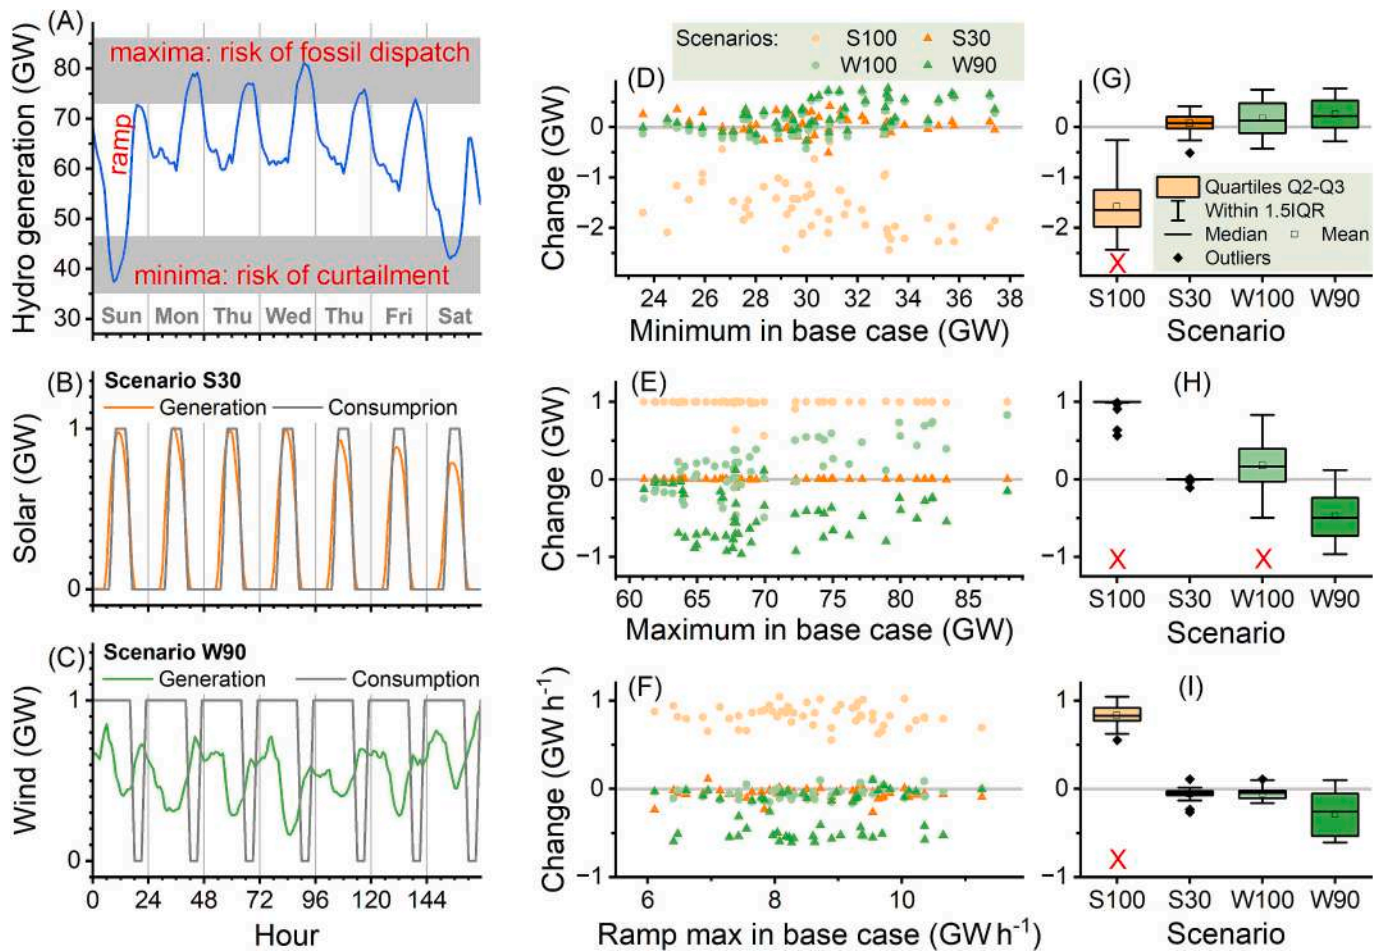 (A)
Hydro generation (GW)
80
70
60
50
40
30
maxima: risk of fossil dispatch
ramp
minima: risk of curtailment
Sun Mon Thu Wed Thu Fri Sat
(B) Scenario S30
Generation Consumprion
Solar (GW)
1
0
(C) Scenario W90
Generation Consumption
Wind (GW)
1
0
0 24 48 72 96 120 144
Hour
Scenarios: S100 S30
W100 W90
(D)
Change (GW)
0
−1
−2
24 26 28 30 32 34 36 38
Minimum in base case (GW)
(E)
Change (GW)
1
0
−1
60 65 70 75 80 85
Maximum in base case (GW)
(F)
Change (GW h⁻¹)
1
0
−1
6 8 10
Ramp max in base case (GW h⁻¹)
(G)
0
−1
−2
Quartiles Q2-Q3
Within 1.5IQR
Median Mean
Outliers
X
S100 S30 W100 W90
Scenario
(H)
1
0
−1
X X
S100 S30 W100 W90
Scenario
(I)
1
0
−1
X
S100 S30 W100 W90
Scenario